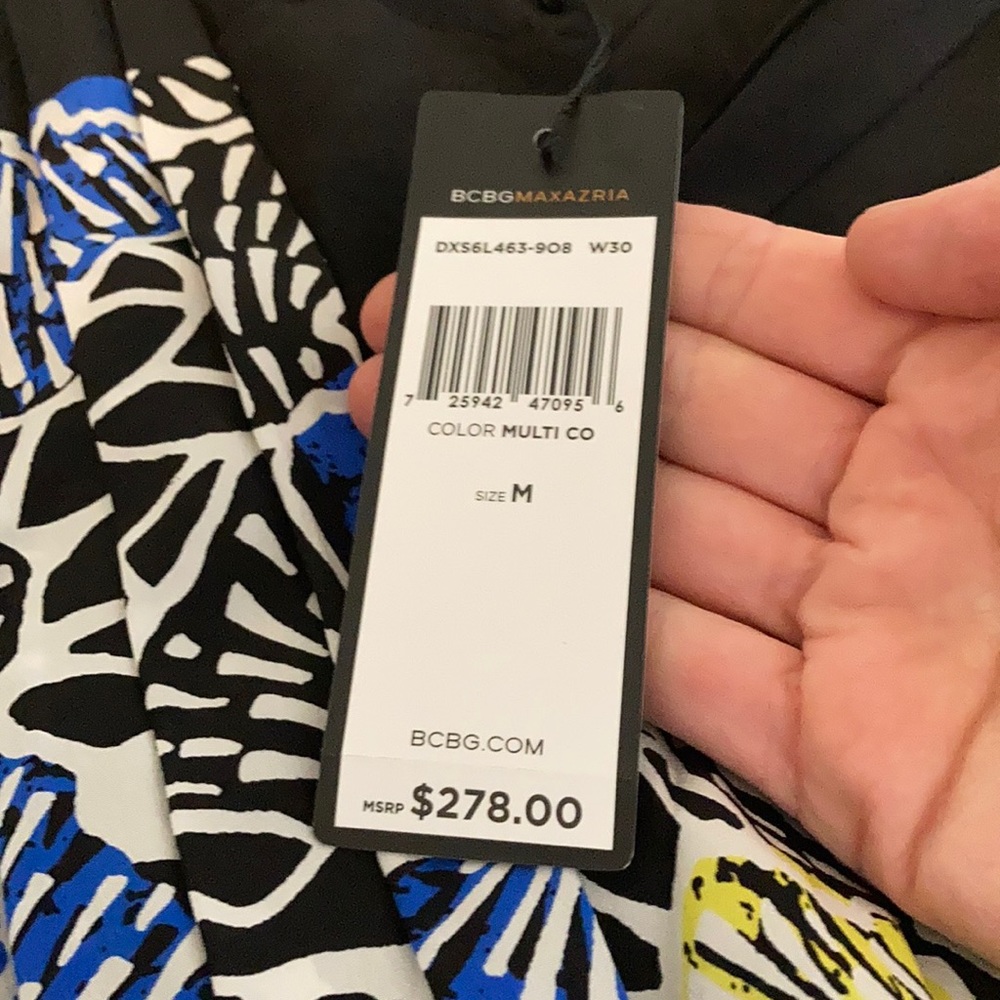 BCBGMAXAZRIA
DXS6L463-908 W30
7 25942 47095 6
COLOR MULTI CO
SIZE M
BCBG.COM
MSRP $278.00